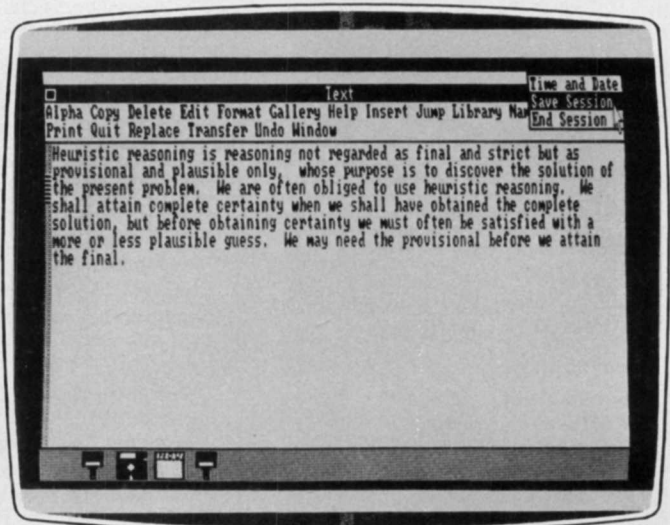 Time and Date
Text
Save Session
Alpha Copy Delete Edit Format Gallery Help Insert Jump Library
End Session
Print Quit Replace Transfer Undo Window
Heuristic reasoning is reasoning not regarded as final and strict but as
provisional and plausible only, whose purpose is to discover the solution of
the present problem. We are often obliged to use heuristic reasoning. We
shall attain complete certainty when we shall have obtained the complete
solution, but before obtaining certainty we must often be satisfied with a
more or less plausible guess. We may need the provisional before we attain
the final.